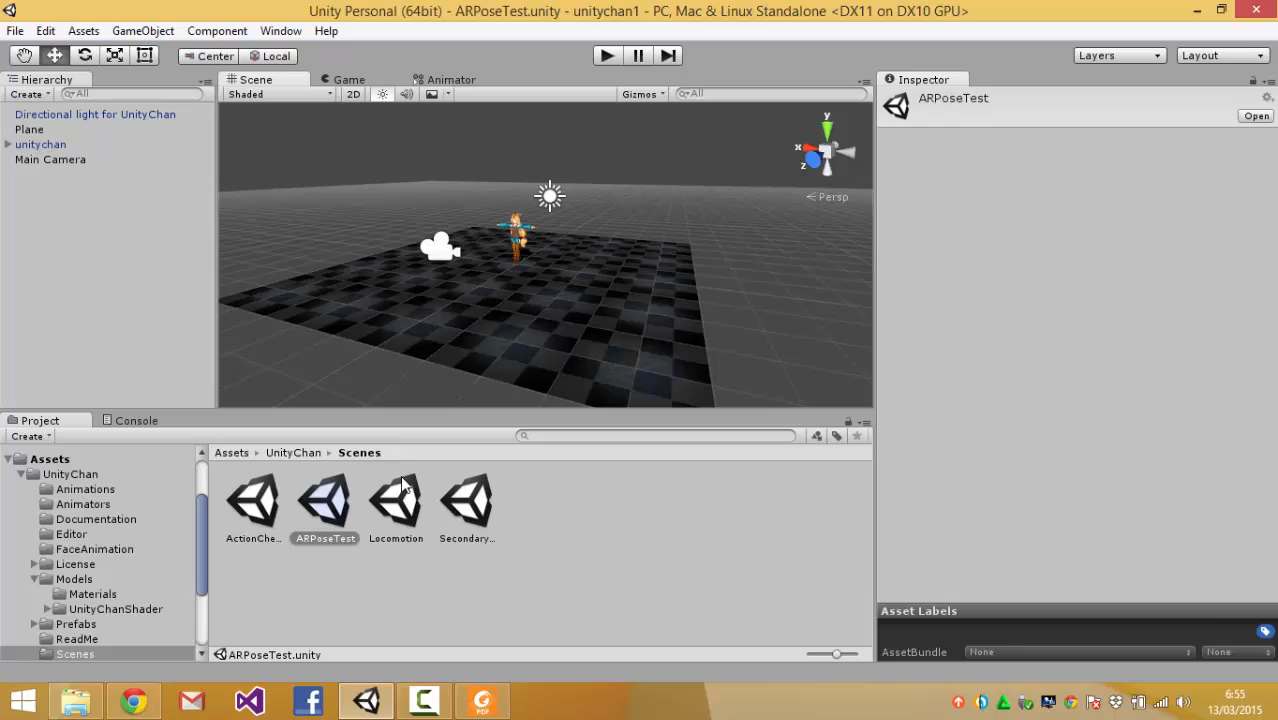 Unity Personal (64bit) - ARPoseTest.unity - unitychan1 - PC, Mac & Linux Standalone <DX11 on DX10 GPU>
File Edit Assets GameObject Component Window Help
Center Local Layers Layout
Hierarchy
Create All
Directional light for UnityChan
Plane
unitychan
Main Camera
Scene Game Animator
Shaded 2D Gizmos All
y
x
z
Persp
Inspector
ARPoseTest
Open
Project Console
Create
Assets
UnityChan
Animations
Animators
Documentation
Editor
FaceAnimation
License
Models
Materials
UnityChanShader
Prefabs
ReadMe
Scenes
Assets UnityChan Scenes
ActionChe... ARPoseTest Locomotion Secondary...
ARPoseTest.unity
Asset Labels
AssetBundle None None
PDF
6:55
13/03/2015